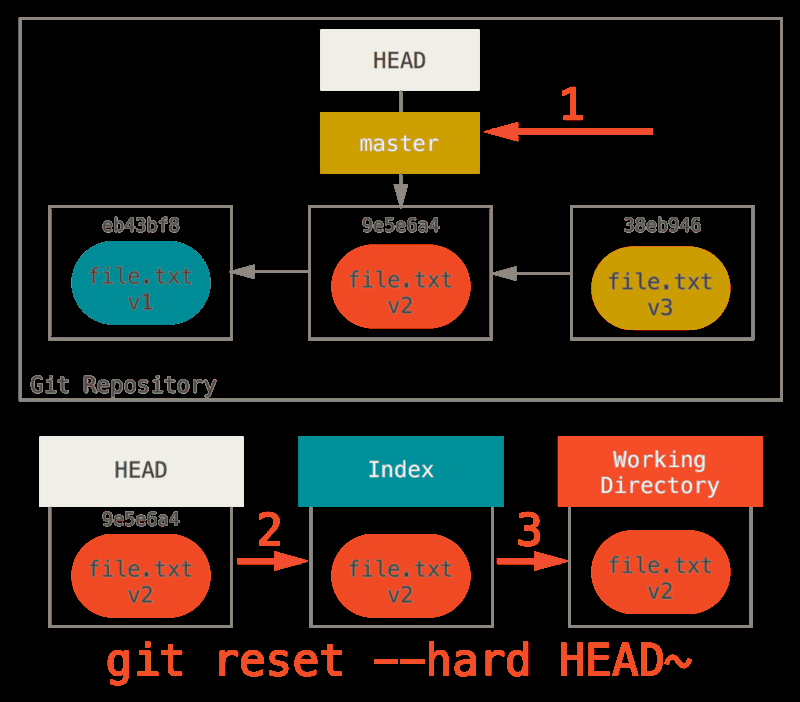 HEAD
1
master
eb43bf8
9e5e6a4
38eb946
file.txt
v1
file.txt
v2
file.txt
v3
Git Repository
HEAD
Index
Working
Directory
9e5e6a4
2
3
file.txt
v2
file.txt
v2
file.txt
v2
git reset --hard HEAD~